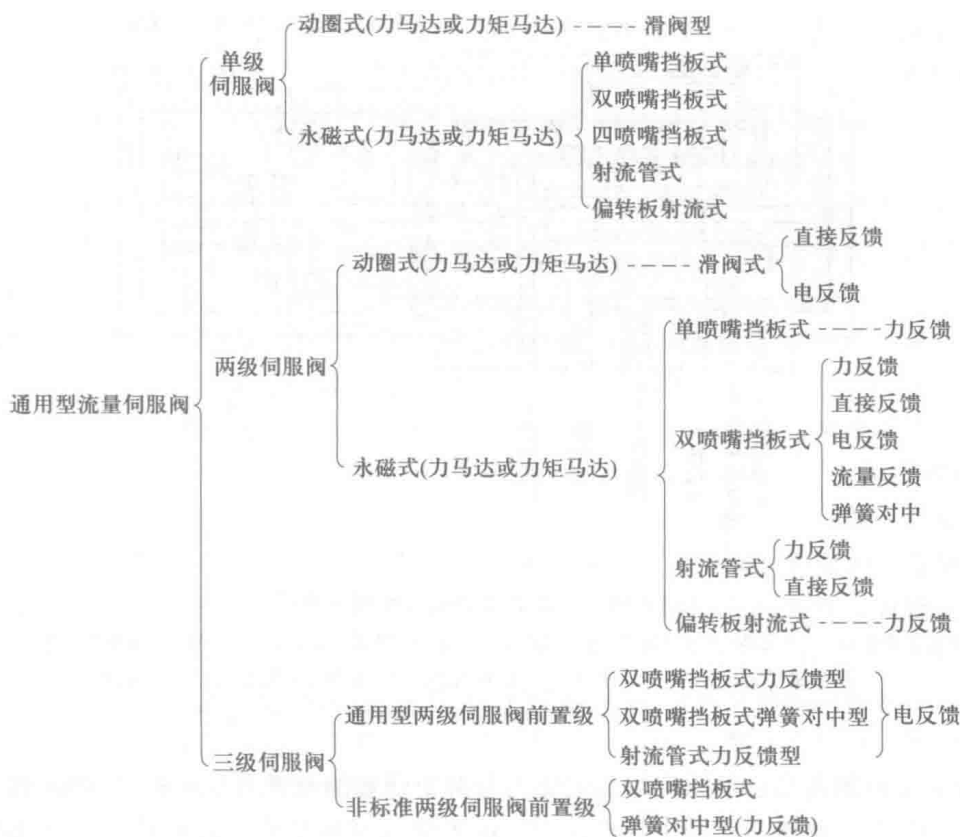 动圈式(力马达或力矩马达)----滑阀型
单级
伺服阀
单喷嘴挡板式
双喷嘴挡板式
永磁式(力马达或力矩马达)
四喷嘴挡板式
射流管式
偏转板射流式
直接反馈
动圈式(力马达或力矩马达)----滑阀式
电反馈
单喷嘴挡板式----力反馈
两级伺服阀
力反馈
直接反馈
通用型流量伺服阀
双喷嘴挡板式
电反馈
永磁式(力马达或力矩马达)
流量反馈
弹簧对中
力反馈
射流管式
直接反馈
偏转板射流式----力反馈
双喷嘴挡板式力反馈型
通用型两级伺服阀前置级
双喷嘴挡板式弹簧对中型
电反馈
射流管式力反馈型
三级伺服阀
双喷嘴挡板式
非标准两级伺服阀前置级
弹簧对中型(力反馈)